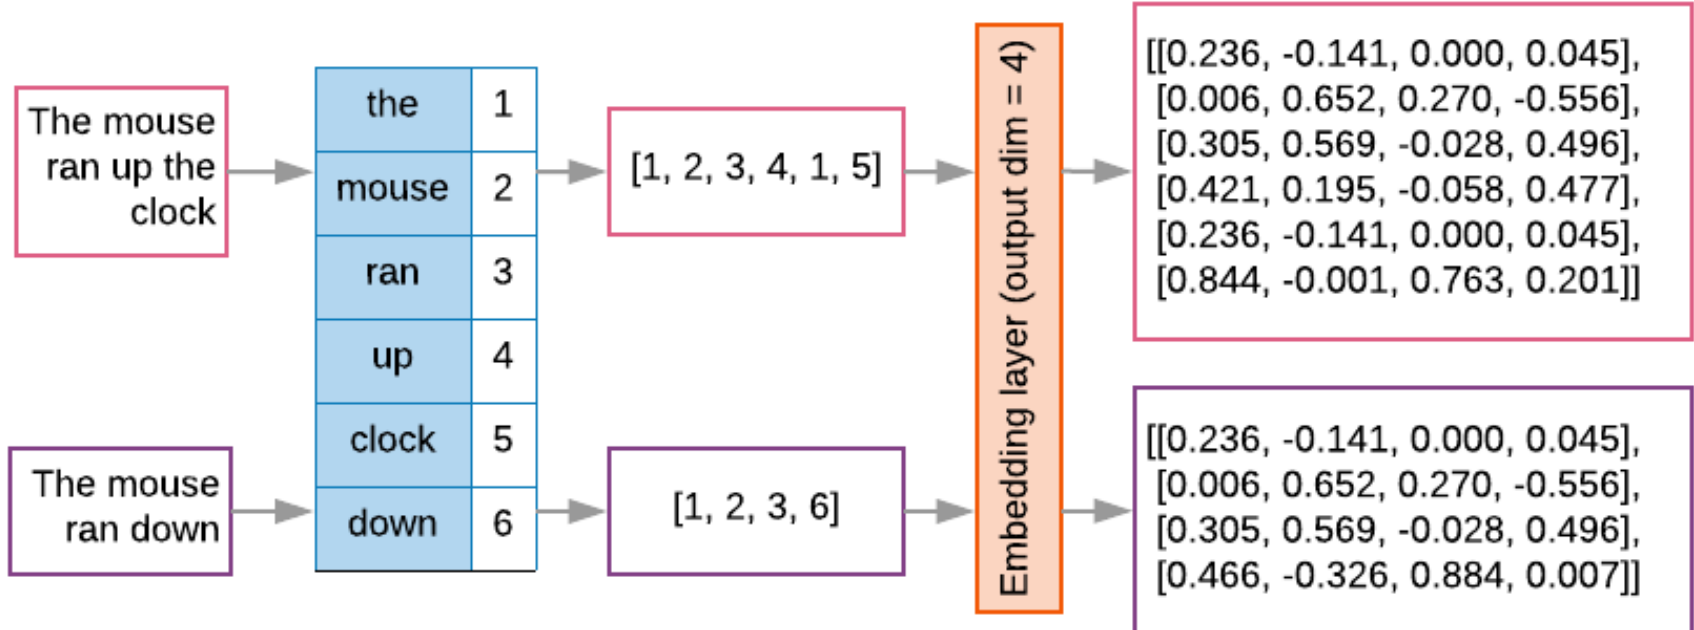 The mouse
ran up the
clock
the 1
mouse 2
ran 3
up 4
clock 5
down 6
[1, 2, 3, 4, 1, 5]
Embedding layer (output dim = 4)
[[0.236, -0.141, 0.000, 0.045],
[0.006, 0.652, 0.270, -0.556],
[0.305, 0.569, -0.028, 0.496],
[0.421, 0.195, -0.058, 0.477],
[0.236, -0.141, 0.000, 0.045],
[0.844, -0.001, 0.763, 0.201]]
The mouse
ran down
[1, 2, 3, 6]
[[0.236, -0.141, 0.000, 0.045],
[0.006, 0.652, 0.270, -0.556],
[0.305, 0.569, -0.028, 0.496],
[0.466, -0.326, 0.884, 0.007]]